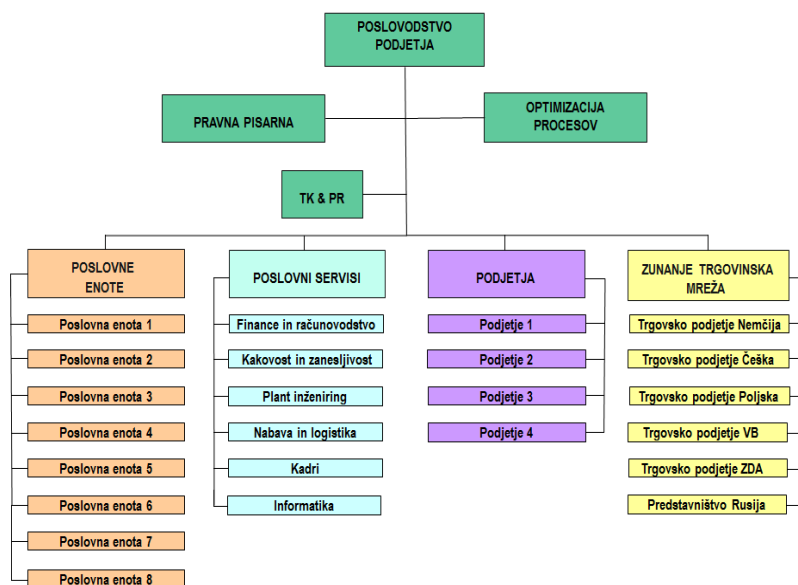 POSLOVODSTVO
PODJETJA
PRAVNA PISARNA
OPTIMIZACIJA
PROCESOV
TK & PR
POSLOVNE
ENOTE
Poslovna enota 1
Poslovna enota 2
Poslovna enota 3
Poslovna enota 4
Poslovna enota 5
Poslovna enota 6
Poslovna enota 7
Poslovna enota 8
POSLOVNI SERVISI
Finance in računovodstvo
Kakovost in zanesljivost
Plant inženiring
Nabava in logistika
Kadri
Informatika
PODJETJA
Podjetje 1
Podjetje 2
Podjetje 3
Podjetje 4
ZUNANJE TRGOVINSKA
MREŽA
Trgovsko podjetje Nemčija
Trgovsko podjetje Češka
Trgovsko podjetje Poljska
Trgovsko podjetje VB
Trgovsko podjetje ZDA
Predstavništvo Rusija